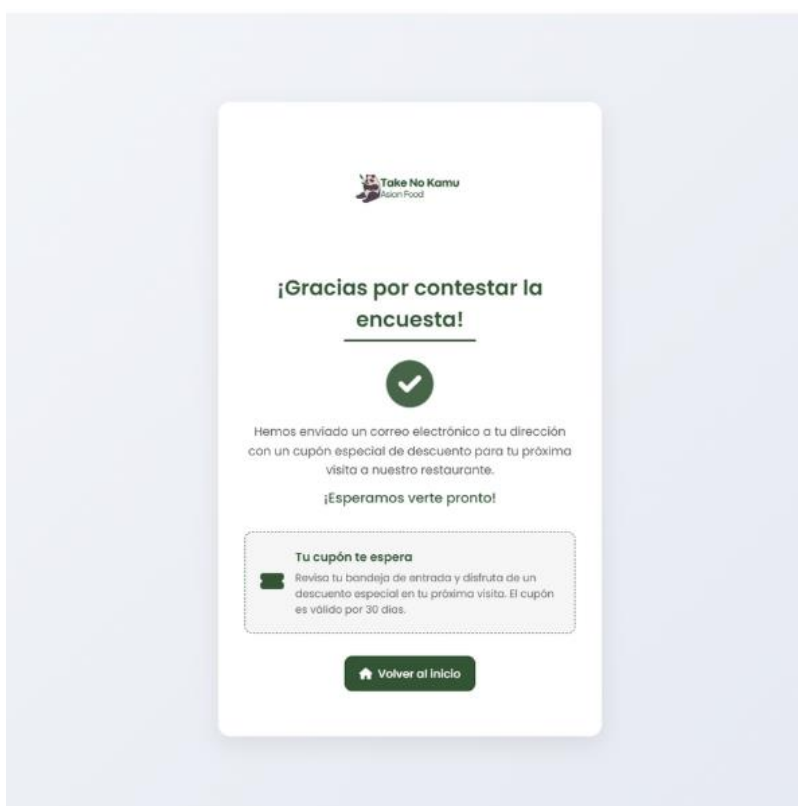 Take No Kamu
Asian Food
¡Gracias por contestar la
encuesta!
Hemos enviado un correo electrónico a tu dirección
con un cupón especial de descuento para tu próxima
visita a nuestro restaurante.
¡Esperamos verte pronto!
Tu cupón te espera
Revisa tu bandeja de entrada y disfruta de un
descuento especial en tu próxima visita. El cupón
es válido por 30 días.
Volver al inicio